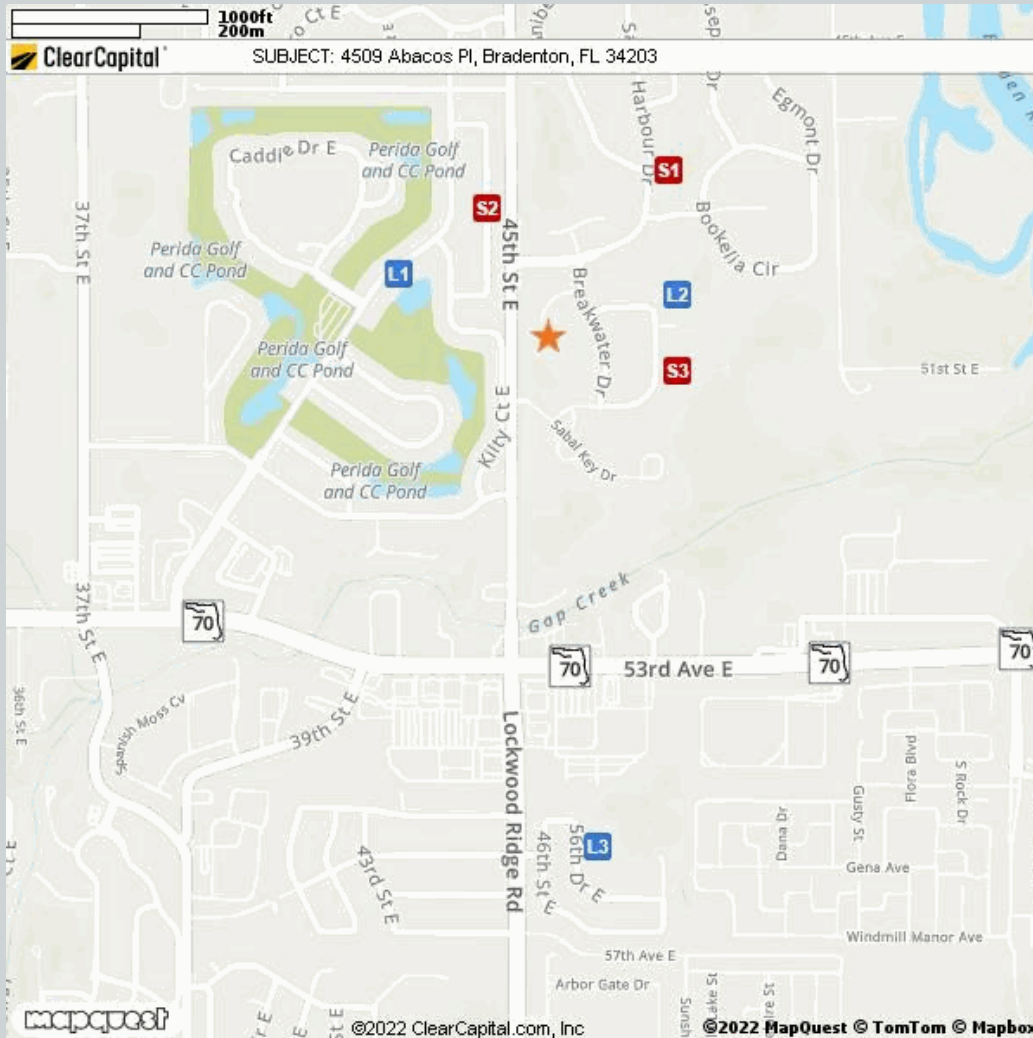 1000ft
200m
ClearCapital
SUBJECT: 4509 Abacos Pl, Bradenton, FL 34203
Ct E
Harbour Dr
Dr
Egmont Dr
Caddie Dr E
Perida Golf
and CC Pond
S1
S2
37th St E
45th St E
Bookelia Cir
Perida Golf
and CC Pond
L1
Breakwater Dr
L2
Perida Golf
and CC Pond
S3
51st St E
Kilty Ct E
Sabal Key Dr
Perida Golf
and CC Pond
Gap Creek
37th St E
70
70
53rd Ave E
70
70
36th St E
Spanish Moss Cv
39th St E
Lockwood Ridge Rd
Flora Blvd
S Rock Dr
Gusty St
Dana Dr
43rd St E
46th St E
56th Dr E
L3
Gena Ave
Windmill Manor Ave
57th Ave E
Arbor Gate Dr
mapquest
©2022 ClearCapital.com, Inc
©2022 MapQuest © TomTom © Mapbox